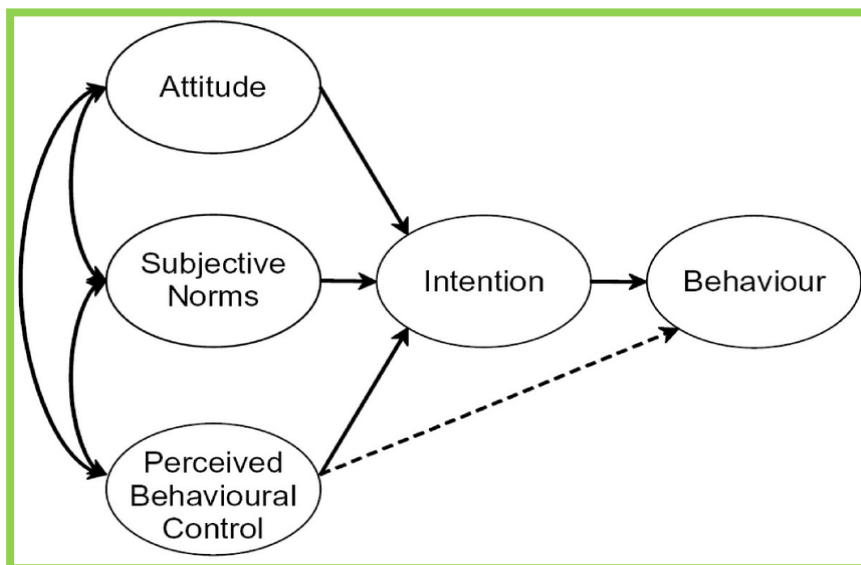 Attitude
Subjective
Norms
Intention
Behaviour
Perceived
Behavioural
Control